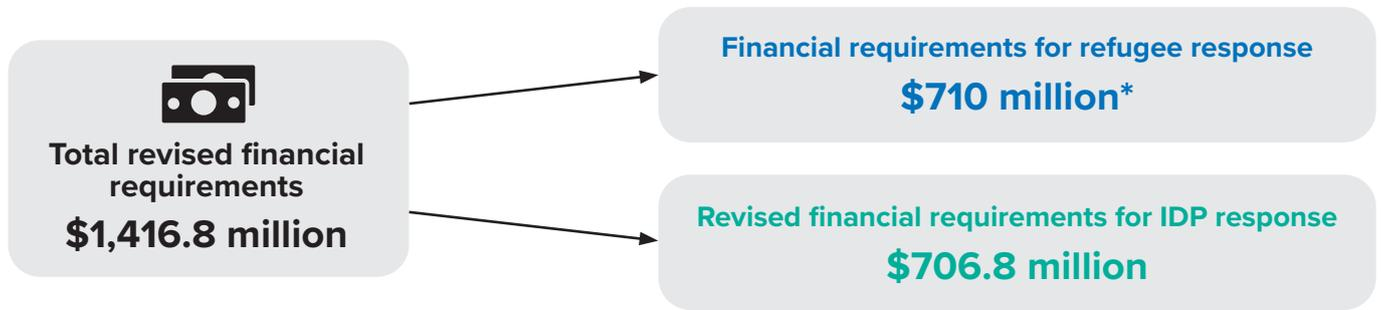 Total revised financial
requirements
$1,416.8 million
Financial requirements for refugee response
$710 million*
Revised financial requirements for IDP response
$706.8 million